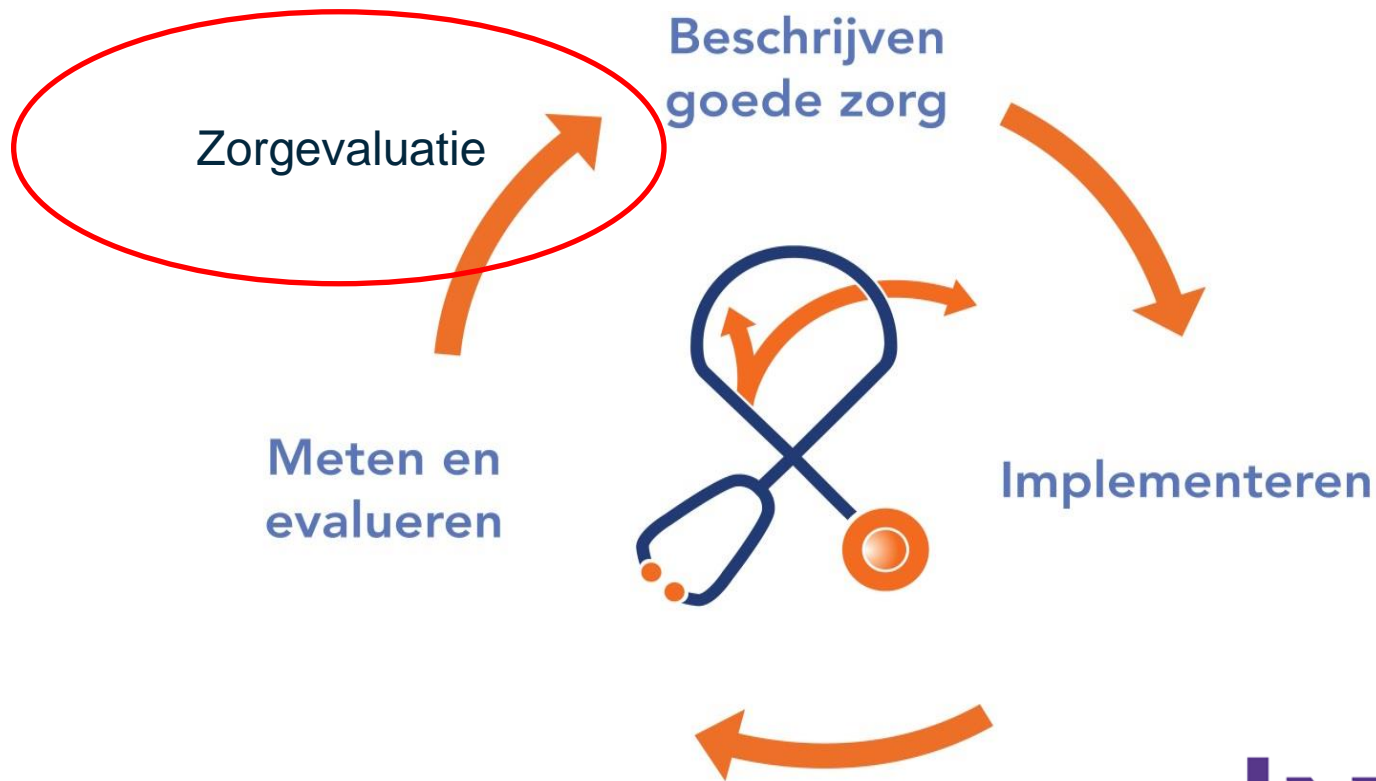 Beschrijven
goede zorg
Zorgevaluatie
Meten en
evalueren
Implementeren